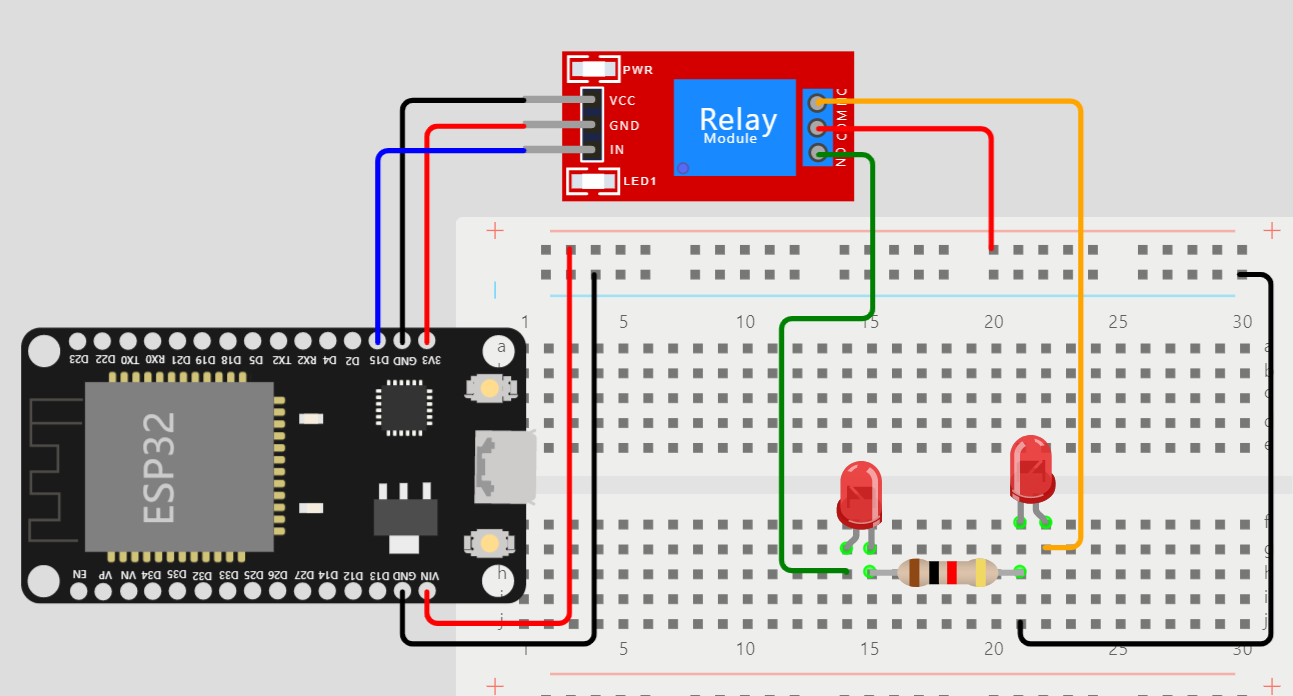 PWR
VCC
GND
IN
LED1
Relay
Module
NO COM NC
1 5 10 15 20 25 30
a a
b
c
d
e e
f
g
h
i
j j
1 5 10 15 20 25 30
D23 D22 TX0 RX0 D21 D19 D18 D5 TX2 RX2 D4 D2 D15 GND 3V3
ESP32
EN VP VN D34 D35 D32 D33 D25 D26 D27 D14 D12 D13 GND VIN